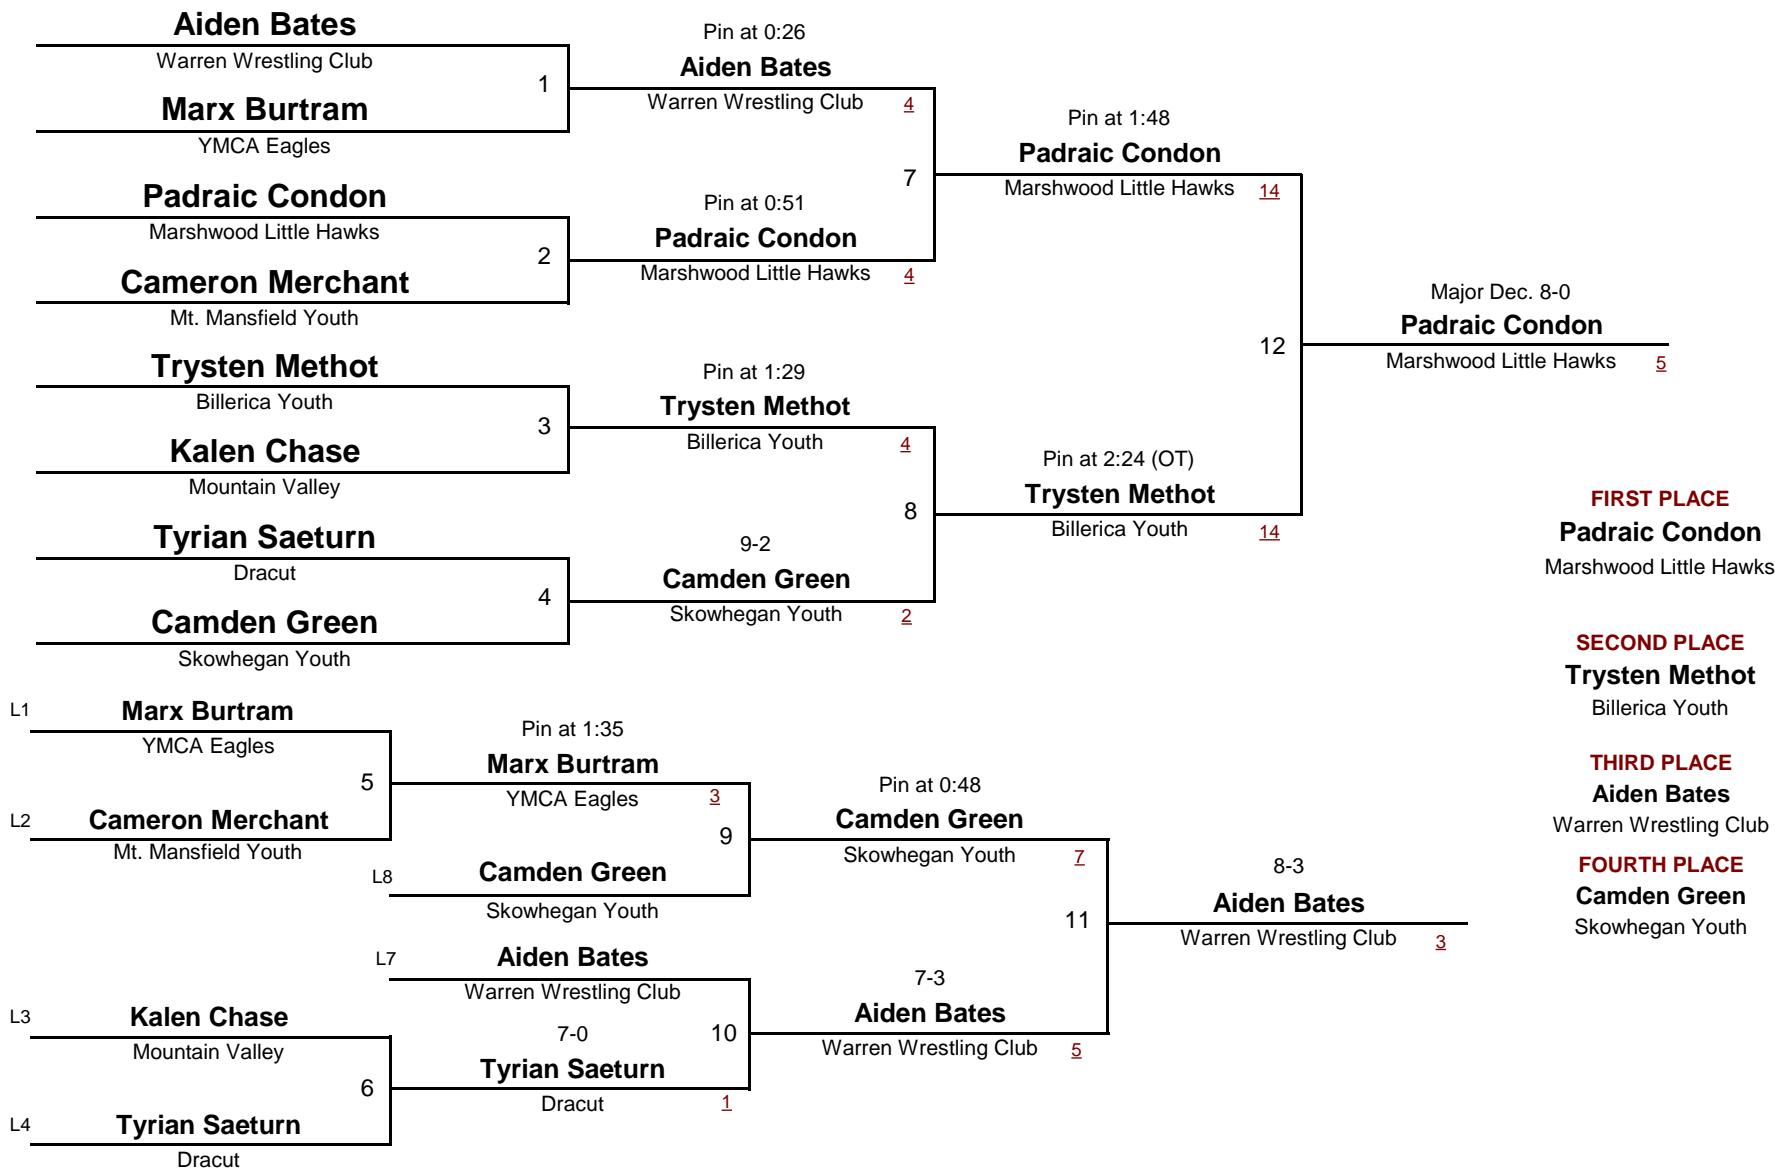 Aiden Bates
Warren Wrestling Club
1
Marx Burtram
YMCA Eagles
Padraic Condon
Marshwood Little Hawks
2
Cameron Merchant
Mt. Mansfield Youth
Trysten Methot
Billerica Youth
3
Kalen Chase
Mountain Valley
Tyrian Saeturn
Dracut
4
Camden Green
Skowhegan Youth
Pin at 0:26
Aiden Bates
Warren Wrestling Club 4
7
Pin at 0:51
Padraic Condon
Marshwood Little Hawks 4
Pin at 1:29
Trysten Methot
Billerica Youth 4
8
9-2
Camden Green
Skowhegan Youth 2
Pin at 1:48
Padraic Condon
Marshwood Little Hawks 14
12
Pin at 2:24 (OT)
Trysten Methot
Billerica Youth 14
Major Dec. 8-0
Padraic Condon
Marshwood Little Hawks 5
L1 Marx Burtram
YMCA Eagles
5
L2 Cameron Merchant
Mt. Mansfield Youth
Pin at 1:35
Marx Burtram
YMCA Eagles 3
9
L8 Camden Green
Skowhegan Youth
L7 Aiden Bates
Warren Wrestling Club
10
L3 Kalen Chase
Mountain Valley
6
L4 Tyrian Saeturn
Dracut
7-0
Tyrian Saeturn
Dracut 1
Pin at 0:48
Camden Green
Skowhegan Youth 7
11
7-3
Aiden Bates
Warren Wrestling Club 5
8-3
Aiden Bates
Warren Wrestling Club 3
FIRST PLACE
Padraic Condon
Marshwood Little Hawks
SECOND PLACE
Trysten Methot
Billerica Youth
THIRD PLACE
Aiden Bates
Warren Wrestling Club
FOURTH PLACE
Camden Green
Skowhegan Youth